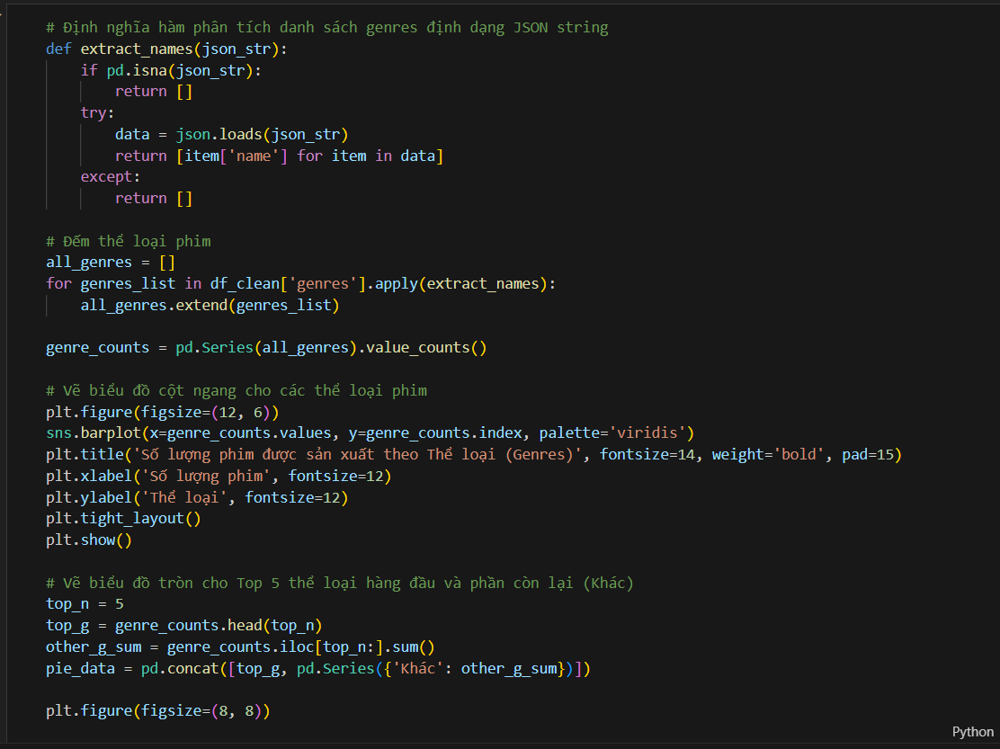 # Định nghĩa hàm phân tích danh sách genres định dạng JSON string
def extract_names(json_str):
    if pd.isna(json_str):
        return []
    try:
        data = json.loads(json_str)
        return [item['name'] for item in data]
    except:
        return []

# Đếm thể loại phim
all_genres = []
for genres_list in df_clean['genres'].apply(extract_names):
    all_genres.extend(genres_list)

genre_counts = pd.Series(all_genres).value_counts()

# Vẽ biểu đồ cột ngang cho các thể loại phim
plt.figure(figsize=(12, 6))
sns.barplot(x=genre_counts.values, y=genre_counts.index, palette='viridis')
plt.title('Số lượng phim được sản xuất theo Thể loại (Genres)', fontsize=14, weight='bold', pad=15)
plt.xlabel('Số lượng phim', fontsize=12)
plt.ylabel('Thể loại', fontsize=12)
plt.tight_layout()
plt.show()

# Vẽ biểu đồ tròn cho Top 5 thể loại hàng đầu và phần còn lại (Khác)
top_n = 5
top_g = genre_counts.head(top_n)
other_g_sum = genre_counts.iloc[top_n:].sum()
pie_data = pd.concat([top_g, pd.Series({'Khác': other_g_sum})])

plt.figure(figsize=(8, 8))
Python